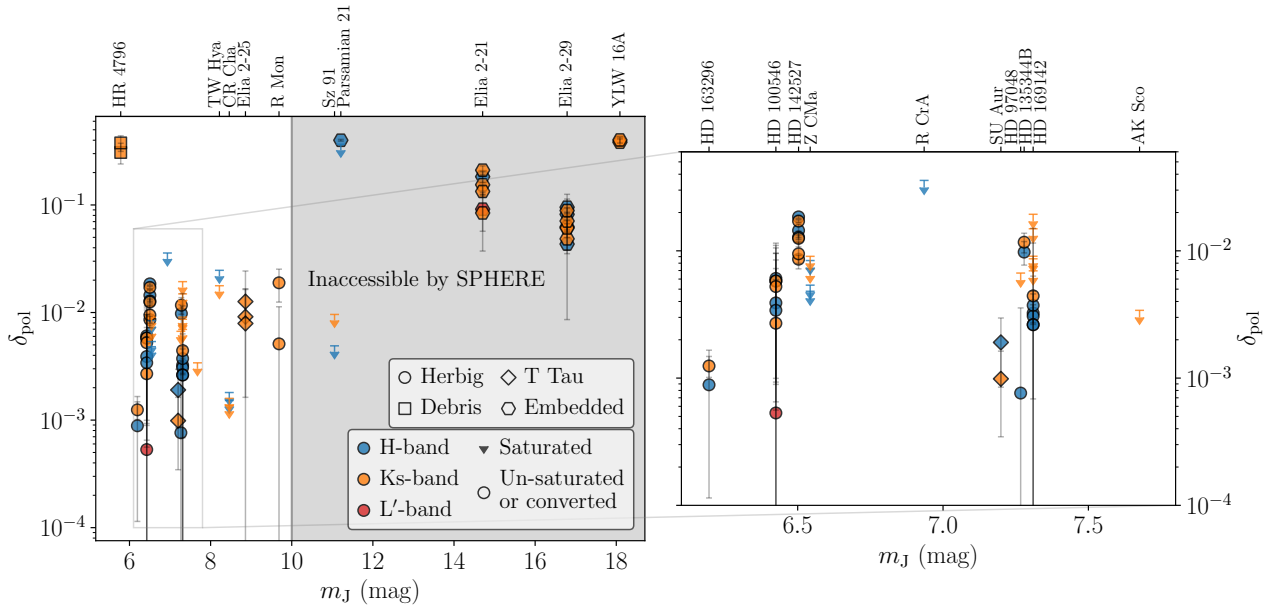 HR 4796
TW Hya
CR Cha
Elia 2-25
R Mon
Sz 91
Parsamian 21
Elia 2-21
Elia 2-29
YLW 16A
10⁻¹
10⁻²
10⁻³
10⁻⁴
δpol
Inaccessible by SPHERE
Herbig
T Tau
Debris
Embedded
H-band
Saturated
Ks-band
Un-saturated
or converted
L′-band
6
8
10
12
14
16
18
mJ (mag)
HD 163296
HD 100546
HD 142527
Z CMa
R CrA
SU Aur
HD 97048
HD 135344B
HD 169142
AK Sco
10⁻²
10⁻³
10⁻⁴
δpol
6.5
7.0
7.5
mJ (mag)